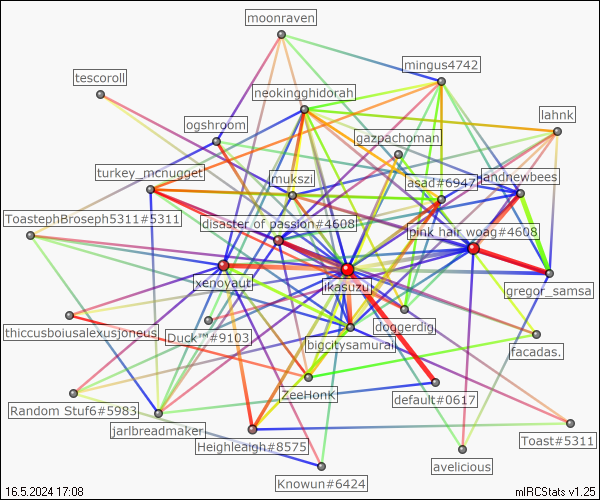 moonraven
mingus4742
tescoroll
neokingghidorah
lahnk
ogshroom
gazpachoman
turkey_mcnugget
mukszi
asad#6947
andnewbees
ToastephBroseph5311#5311
disaster of passion#4608
pink hair woag#4608
xenoyaut
ikasuzu
gregor_samsa
thiccusboiusalexusjoneus
Duck™#9103
doggerdig
bigcitysamurai
facadas.
ZeeHonK
default#0617
Random Stuf6#5983
jarlbreadmaker
Heighleaigh#8575
Toast#5311
avelicious
Knowun#6424
16.5.2024 17:08
mIRCStats v1.25